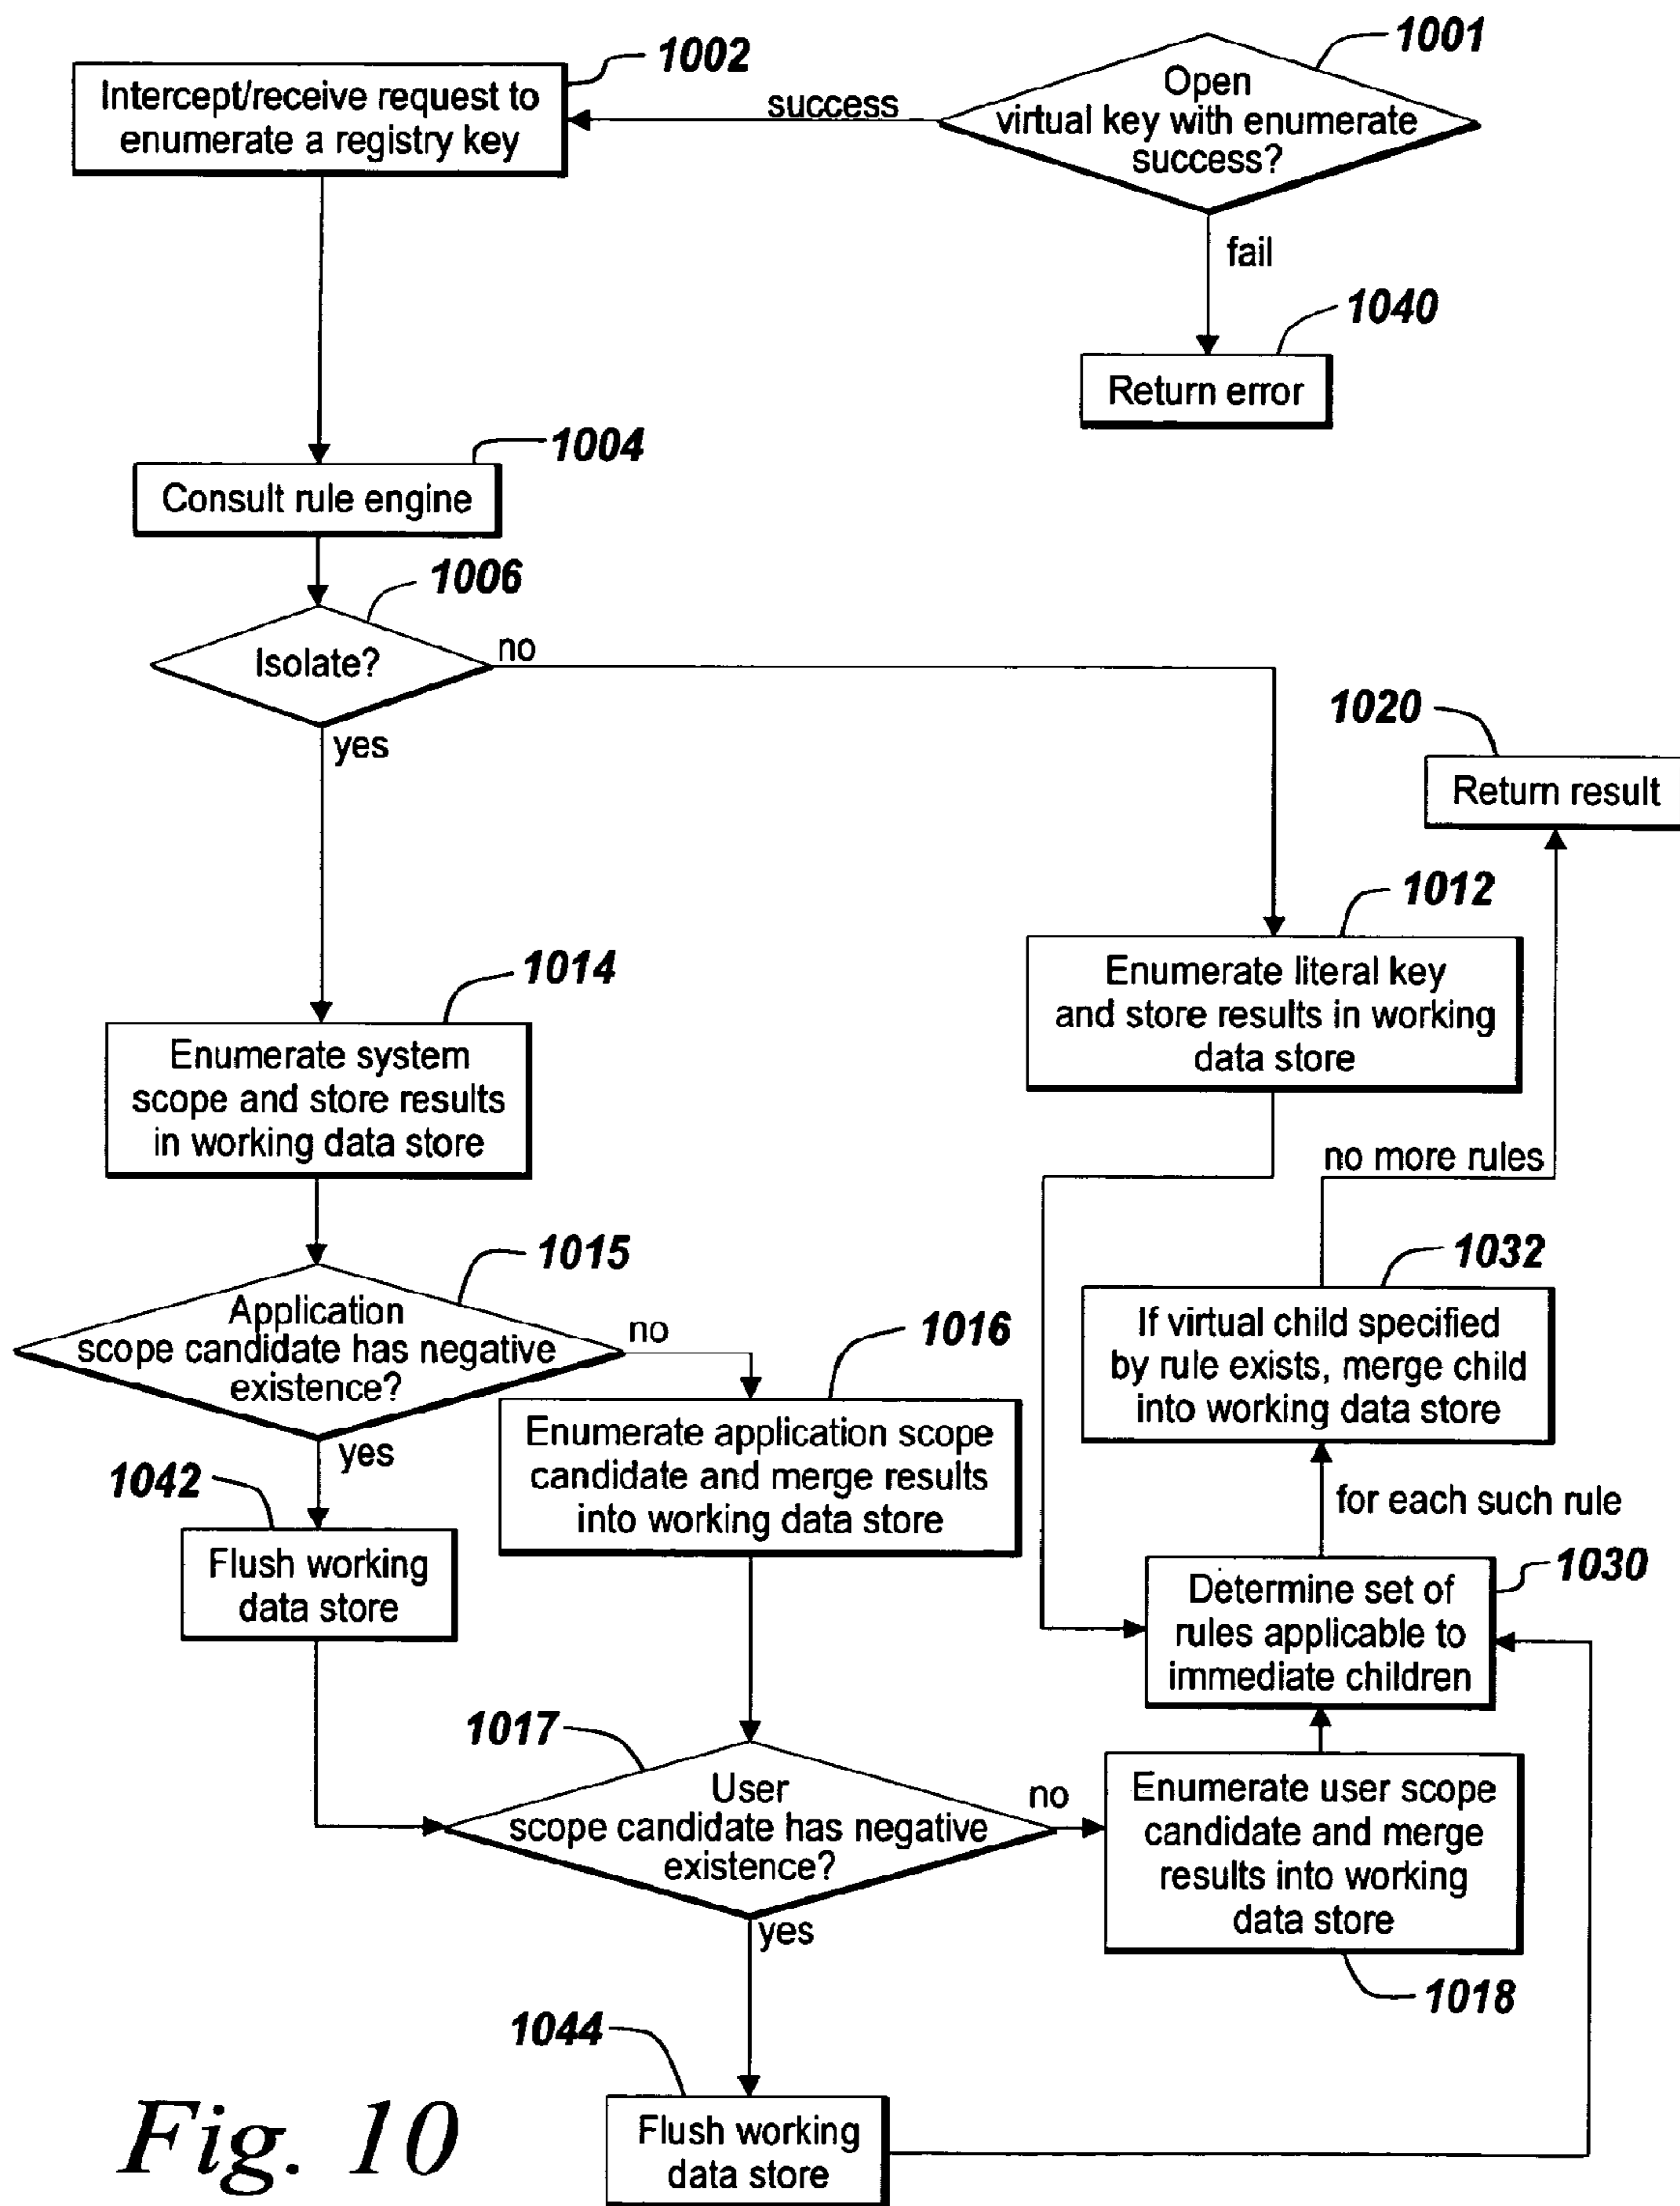 1001
Open
virtual key with enumerate
success?
success
1002
Intercept/receive request to
enumerate a registry key
fail
1040
Return error
1004
Consult rule engine
1006
Isolate?
no
yes
1020
Return result
1012
Enumerate literal key
and store results in working
data store
1014
Enumerate system
scope and store results
in working data store
no more rules
1015
Application
scope candidate has negative
existence?
no
yes
1016
Enumerate application scope
candidate and merge results
into working data store
1032
If virtual child specified
by rule exists, merge child
into working data store
for each such rule
1042
Flush working
data store
1030
Determine set of
rules applicable to
immediate children
1017
User
scope candidate has negative
existence?
no
yes
Enumerate user scope
candidate and merge
results into working
data store
1018
1044
Flush working
data store
Fig. 10